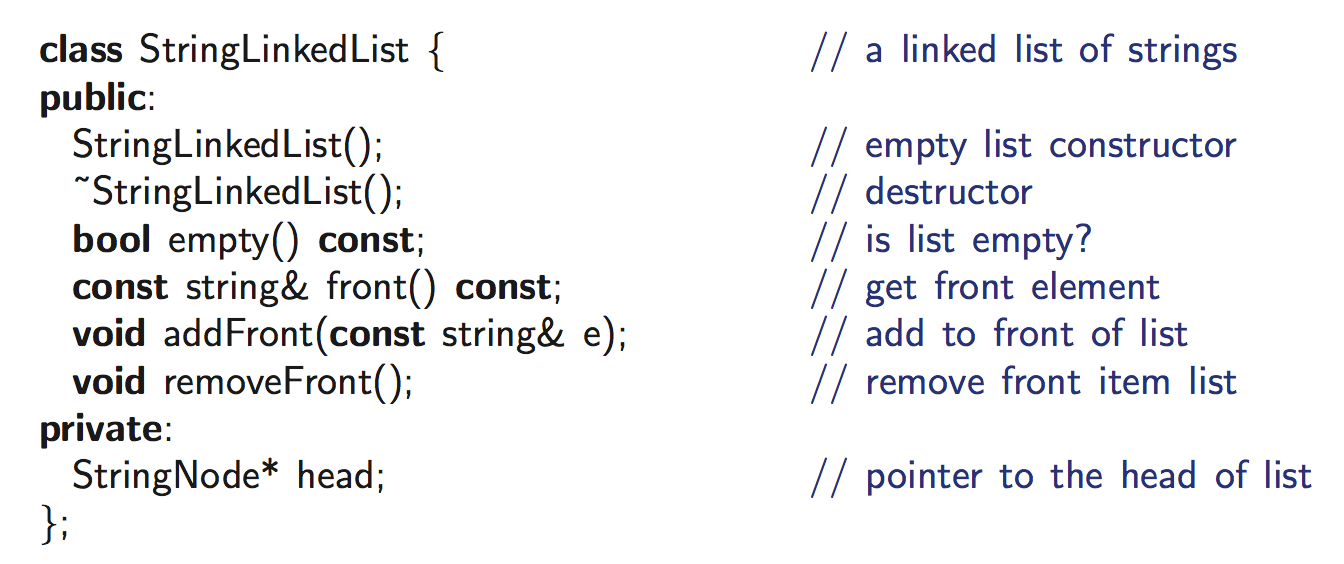 class StringLinkedList { // a linked list of strings
public:
StringLinkedList(); // empty list constructor
~StringLinkedList(); // destructor
bool empty() const; // is list empty?
const string& front() const; // get front element
void addFront(const string& e); // add to front of list
void removeFront(); // remove front item list
private:
StringNode* head; // pointer to the head of list
};